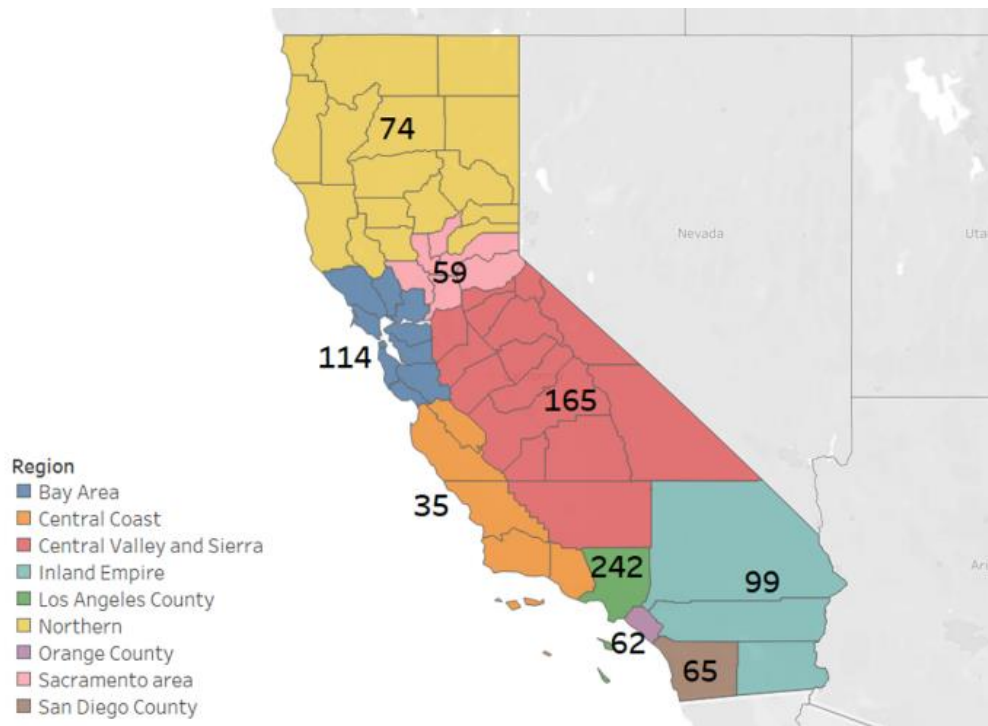 74
Nevada
Uta
59
114
165
Region
Bay Area
Central Coast
35
Central Valley and Sierra
Inland Empire
242
99
Ari
Los Angeles County
Northern
62
Orange County
65
Sacramento area
San Diego County